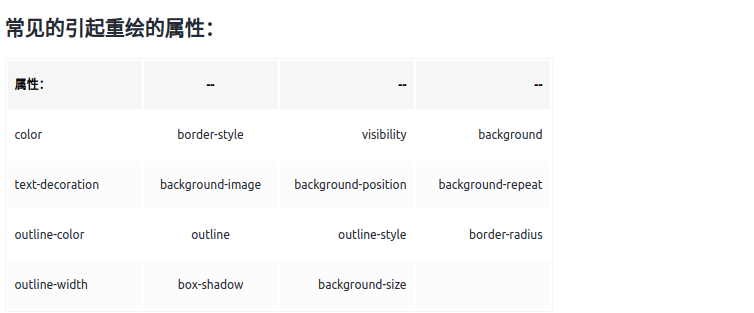 常见的引起重绘的属性：
属性： -- -- --
color border-style visibility background
text-decoration background-image background-position background-repeat
outline-color outline outline-style border-radius
outline-width box-shadow background-size